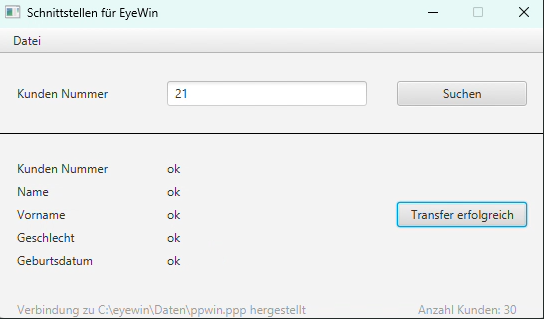 Schnittstellen für EyeWin
Datei
Kunden Nummer 21 Suchen
Kunden Nummer ok
Name ok
Vorname ok Transfer erfolgreich
Geschlecht ok
Geburtsdatum ok
Verbindung zu C:\eyewin\Daten\ppwin.ppp hergestellt Anzahl Kunden: 30